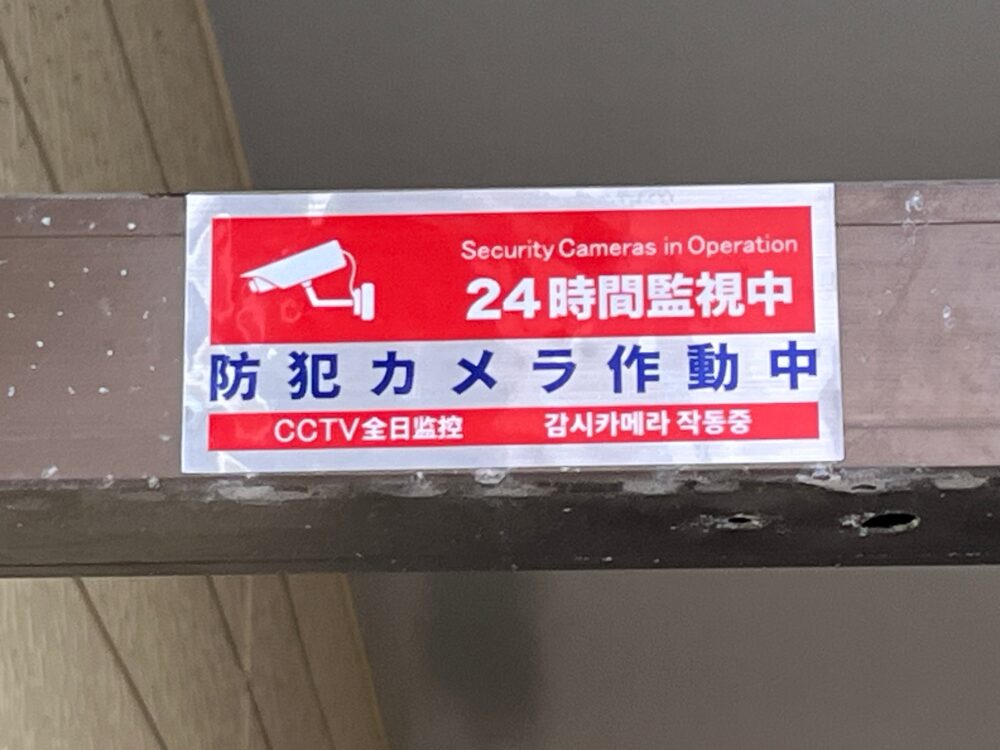 Security Cameras in Operation
24時間監視中
防犯カメラ作動中
CCTV全日监控 감시카메라 작동중